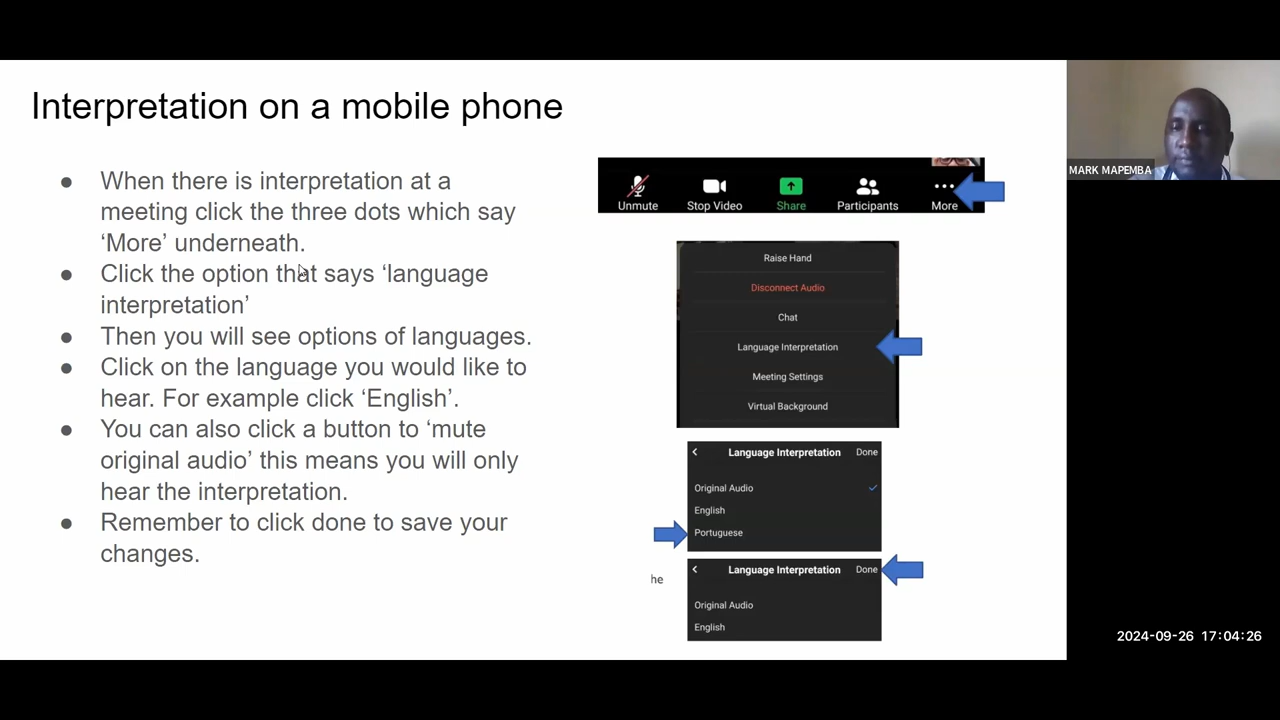 Interpretation on a mobile phone
● When there is interpretation at a
meeting click the three dots which say
‘More’ underneath.
● Click the option that says ‘language
interpretation’
● Then you will see options of languages.
● Click on the language you would like to
hear. For example click ‘English’.
● You can also click a button to ‘mute
original audio’ this means you will only
hear the interpretation.
● Remember to click done to save your
changes.
Unmute Stop Video Share Participants More
Raise Hand
Disconnect Audio
Chat
Language Interpretation
Meeting Settings
Virtual Background
Language Interpretation Done
Original Audio
English
Portuguese
Language Interpretation Done
he
Original Audio
English
MARK MAPEMBA
2024-09-26 17:04:26